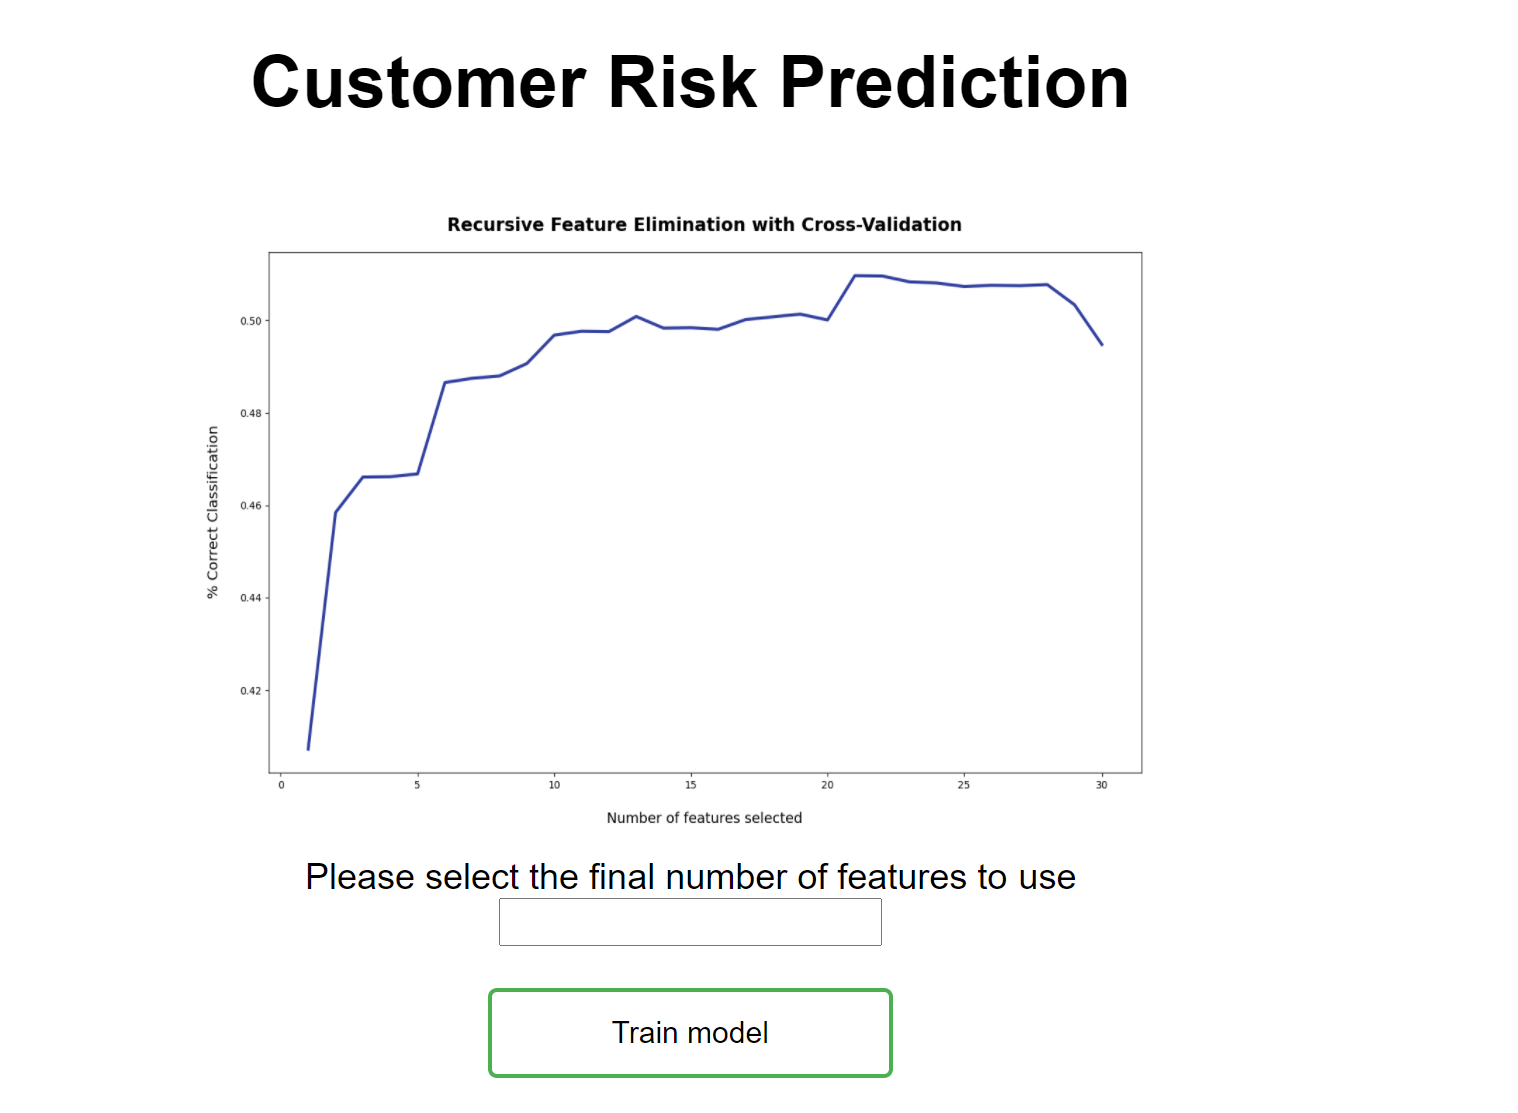 Customer Risk Prediction
Recursive Feature Elimination with Cross-Validation
% Correct Classification
0.50
0.48
0.46
0.44
0.42
0 5 10 15 20 25 30
Number of features selected
Please select the final number of features to use
Train model